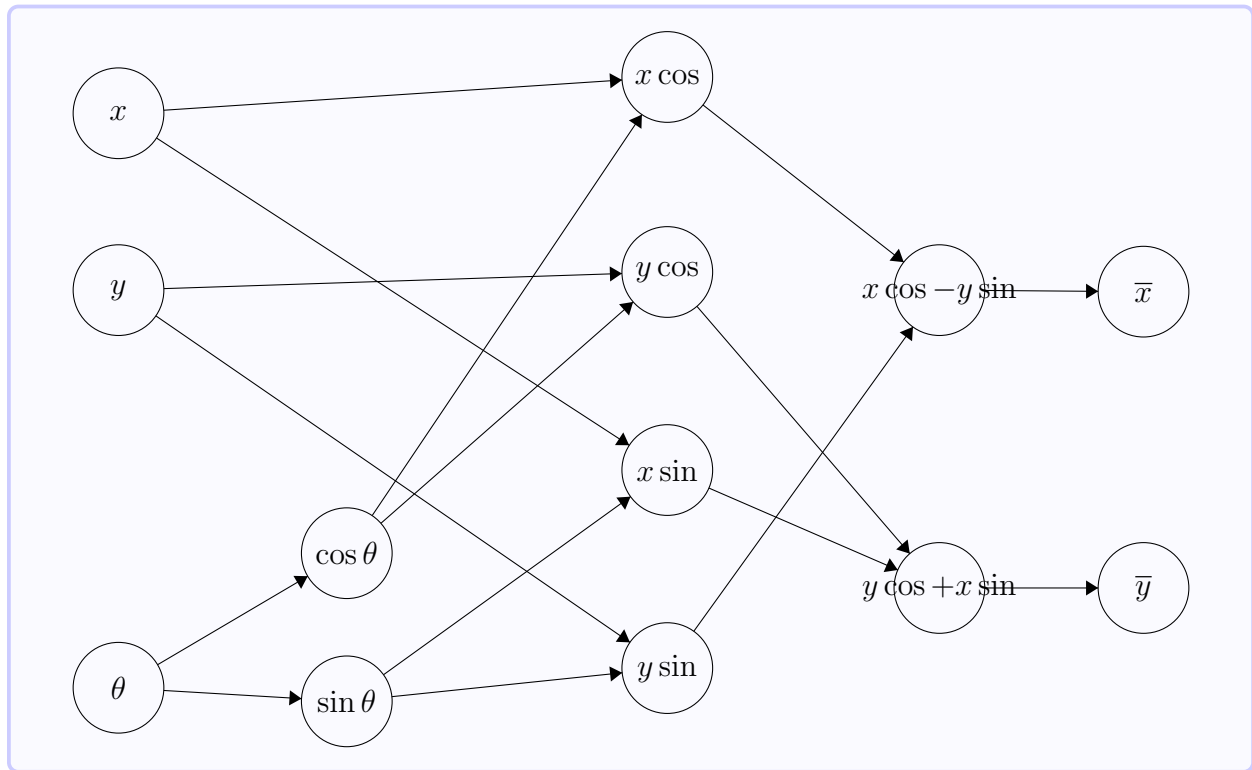 x
y
θ
cos θ
sin θ
x cos
y cos
x sin
y sin
x cos −y sin
y cos +x sin
x̅
y̅